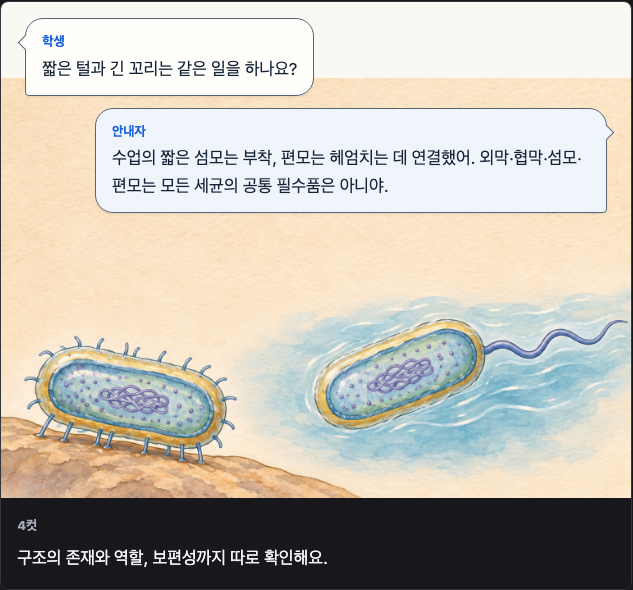 학생
짧은 털과 긴 꼬리는 같은 일을 하나요?
안내자
수업의 짧은 섬모는 부착, 편모는 헤엄치는 데 연결했어. 외막·협막·섬모·
편모는 모든 세균의 공통 필수품은 아니야.
4컷
구조의 존재와 역할, 보편성까지 따로 확인해요.